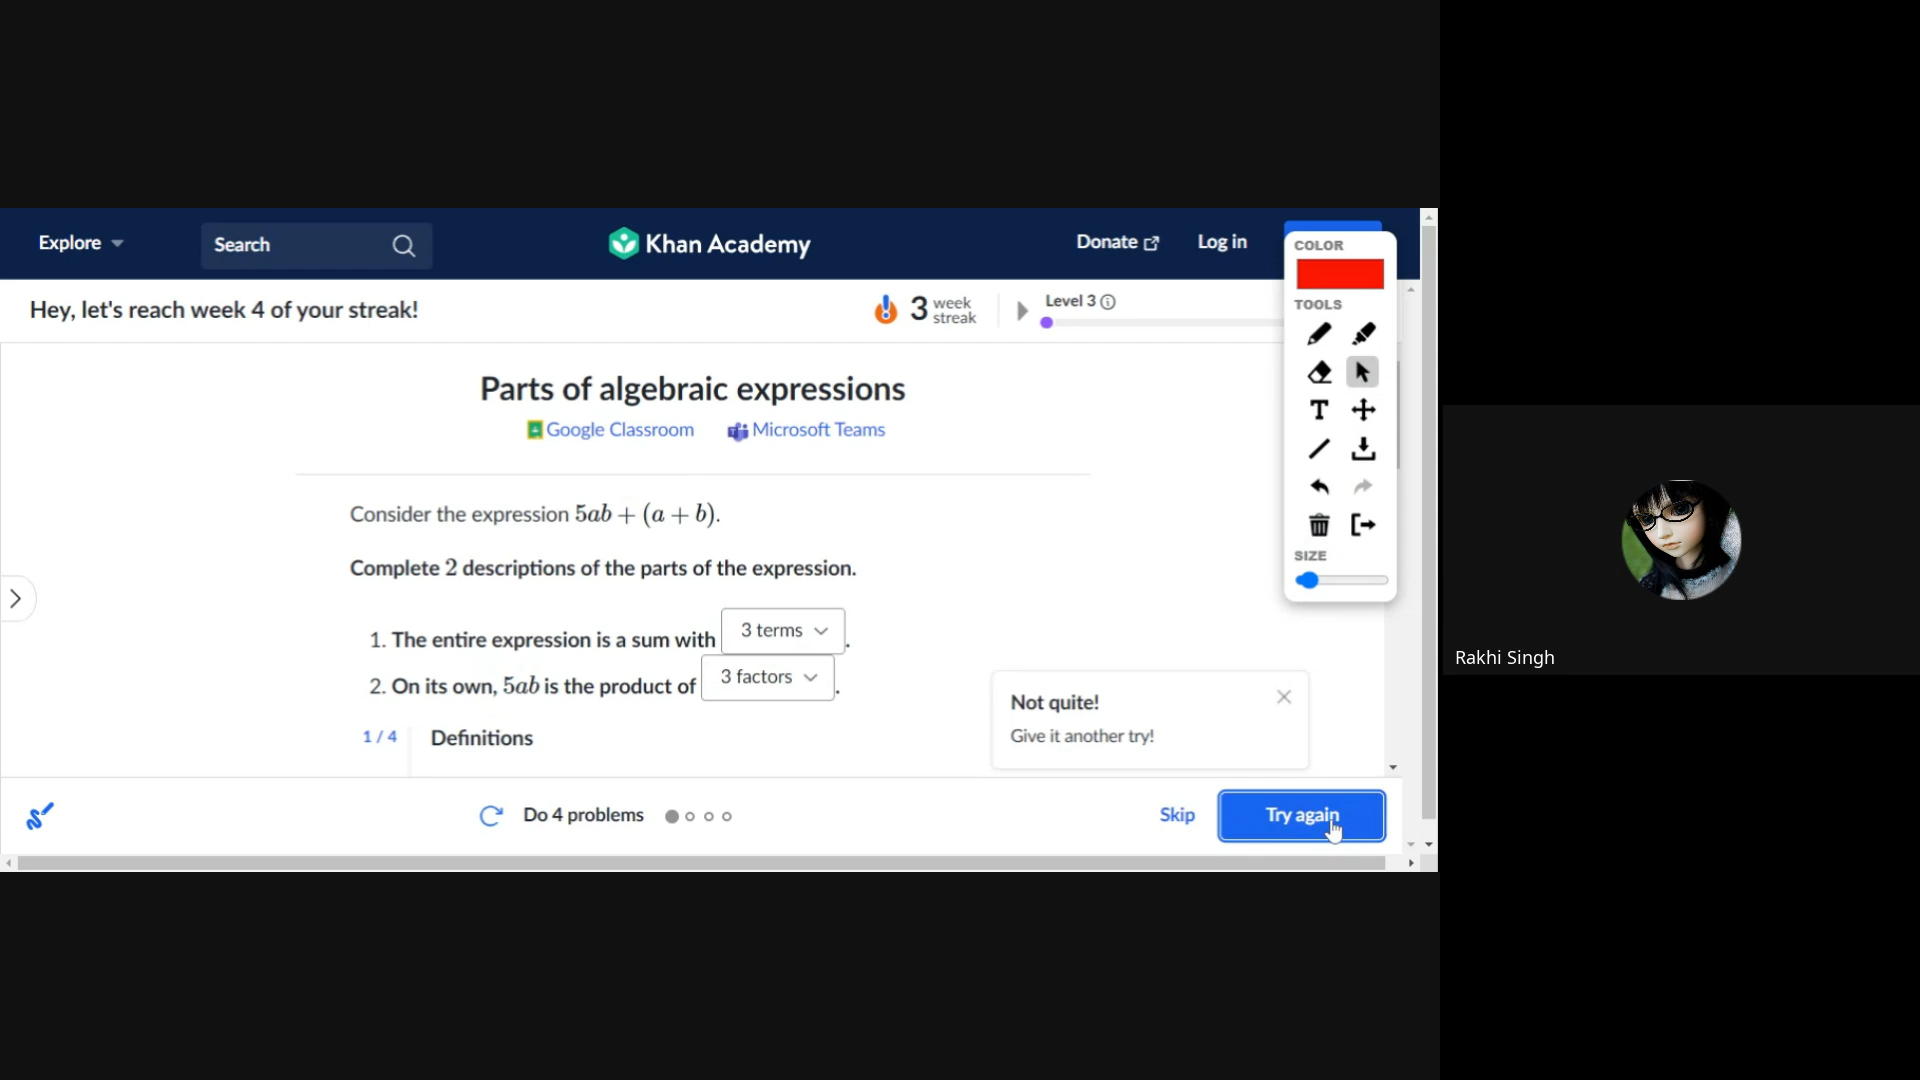 Explore
Search
Khan Academy
Donate
Log in
Hey, let's reach week 4 of your streak!
3 week streak
Level 3
COLOR
TOOLS
SIZE
Parts of algebraic expressions
Google Classroom
Microsoft Teams
Consider the expression 5ab + (a + b).
Complete 2 descriptions of the parts of the expression.
1. The entire expression is a sum with 3 terms .
2. On its own, 5ab is the product of 3 factors .
1 / 4
Definitions
Not quite!
Give it another try!
Do 4 problems
Skip
Try again
Rakhi Singh